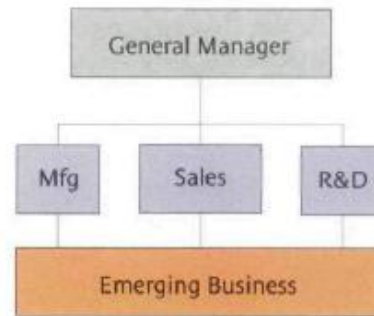 General Manager
Mfg
Sales
R&D
Emerging Business